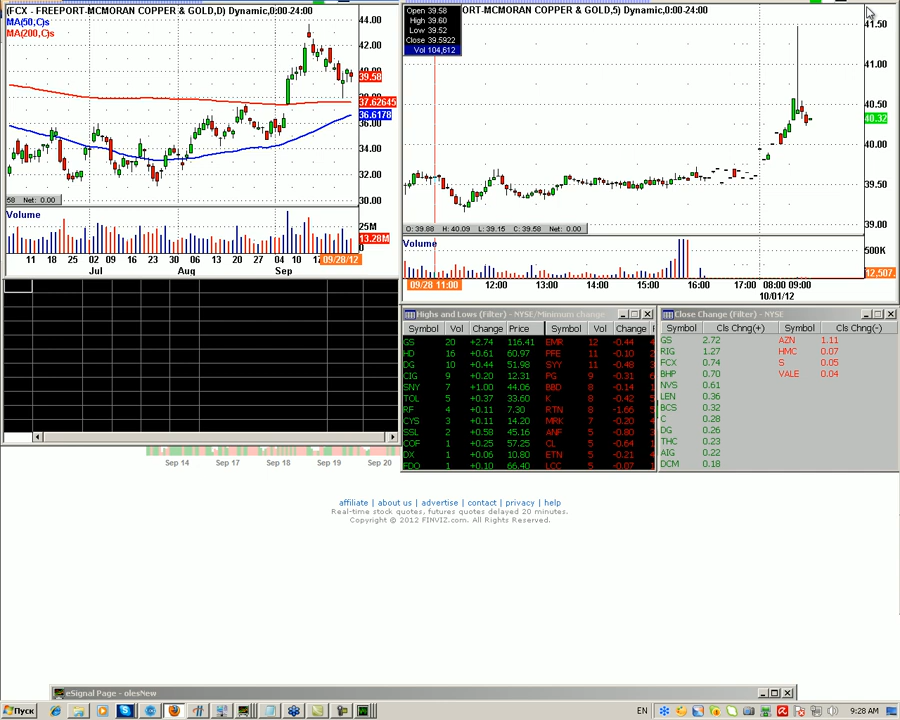 (FCX - FREEPORT-MCMORAN COPPER & GOLD,D) Dynamic,0:00-24:00
MA(50,C)s
MA(200,C)s
44.00
42.00
39.58
37.62645
36.6178
36.00
34.00
32.00
30.00
58 Net: 0.00
Volume
25M
13.28M
0
11 18 25 02 09 16 23 30 06 13 20 27 04 10 17 09/28/12
Jul Aug Sep
Open 39.58
High 39.60
Low 39.52
Close 39.5922
Vol 104,612
ORT-MCMORAN COPPER & GOLD,5) Dynamic,0:00-24:00
41.50
41.00
40.50
40.32
40.00
39.50
39.00
O: 39.88 H: 40.09 L: 39.15 C: 39.58 Net: 0.00
Volume
500K
12,507
09/28 11:00 12:00 13:00 14:00 15:00 16:00 17:00 08:00 09:00
10/01/12
Highs and Lows (Filter) - NYSE/Minimum change
Symbol Vol Change Price Symbol Vol Change
GS 20 +2.74 116.41 EMR 12 -0.44
HD 16 +0.61 60.97 PFE 11 -0.10
DG 10 +0.44 51.98 SYY 11 -0.48
CIG 9 +0.20 12.31 PG 9 -0.31
SNY 7 +1.00 44.06 BBD 8 -0.14
TOL 5 +0.37 33.60 K 8 -0.42
RF 4 +0.11 7.30 RTN 8 -1.66
CYS 3 +0.11 14.20 MRK 7 -0.20
SSL 2 +0.58 45.16 ANF 5 -0.80
COF 1 +0.25 57.25 CL 5 -0.64
DX 1 +0.06 10.80 ETN 5 -0.21
FDO 1 +0.10 66.40 LCC 5 -0.07
Close Change (Filter) - NYSE
Symbol Cls Chng(+) Symbol Cls Chng(-)
GS 2.72 AZN 1.11
RIG 1.27 HMC 0.07
FCX 0.74 S 0.05
BHP 0.70 VALE 0.04
NVS 0.61
LEN 0.36
BCS 0.32
C 0.28
DG 0.26
THC 0.23
AIG 0.22
DCM 0.18
Sep 14 Sep 17 Sep 18 Sep 19 Sep 20
affiliate | about us | advertise | contact | privacy | help
Real-time stock quotes, futures quotes delayed 20 minutes.
Copyright © 2012 FINVIZ.com. All Rights Reserved.
eSignal Page - olesNew
Пуск
EN 9:28 AM